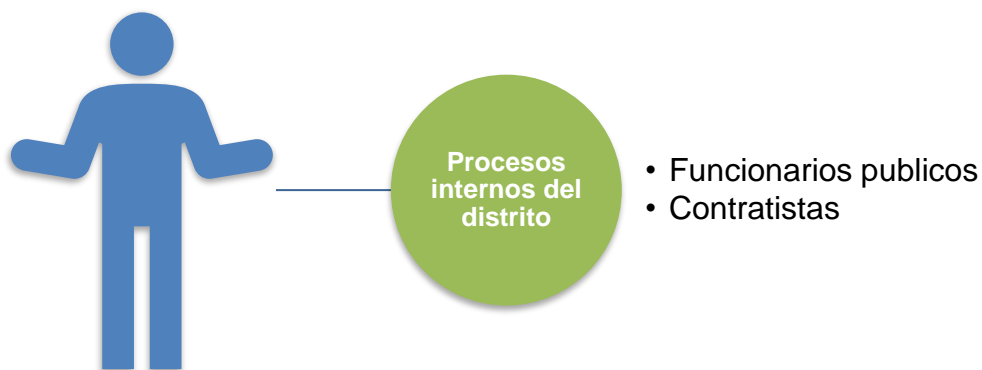 Procesos
internos del
distrito
• Funcionarios publicos
• Contratistas